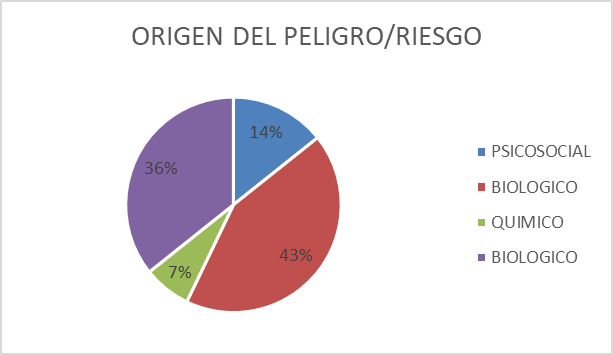 ORIGEN DEL PELIGRO/RIESGO
14%
36%
43%
7%
PSICOSOCIAL
BIOLOGICO
QUIMICO
BIOLOGICO